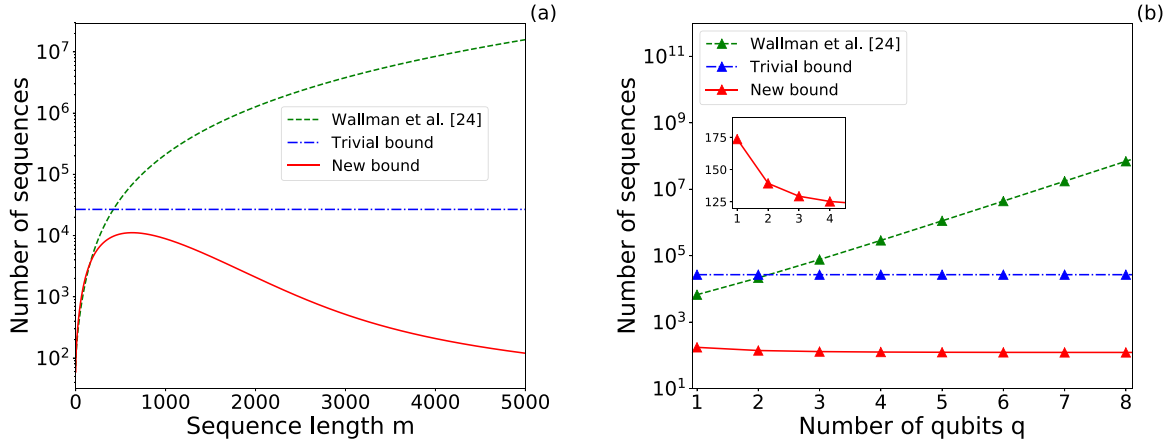 (a)
Number of sequences
10^7
10^6
10^5
10^4
10^3
10^2
Wallman et al. [24]
Trivial bound
New bound
0 1000 2000 3000 4000 5000
Sequence length m
(b)
Number of sequences
10^11
10^9
10^7
10^5
10^3
10^1
Wallman et al. [24]
Trivial bound
New bound
175
150
125
1 2 3 4
1 2 3 4 5 6 7 8
Number of qubits q